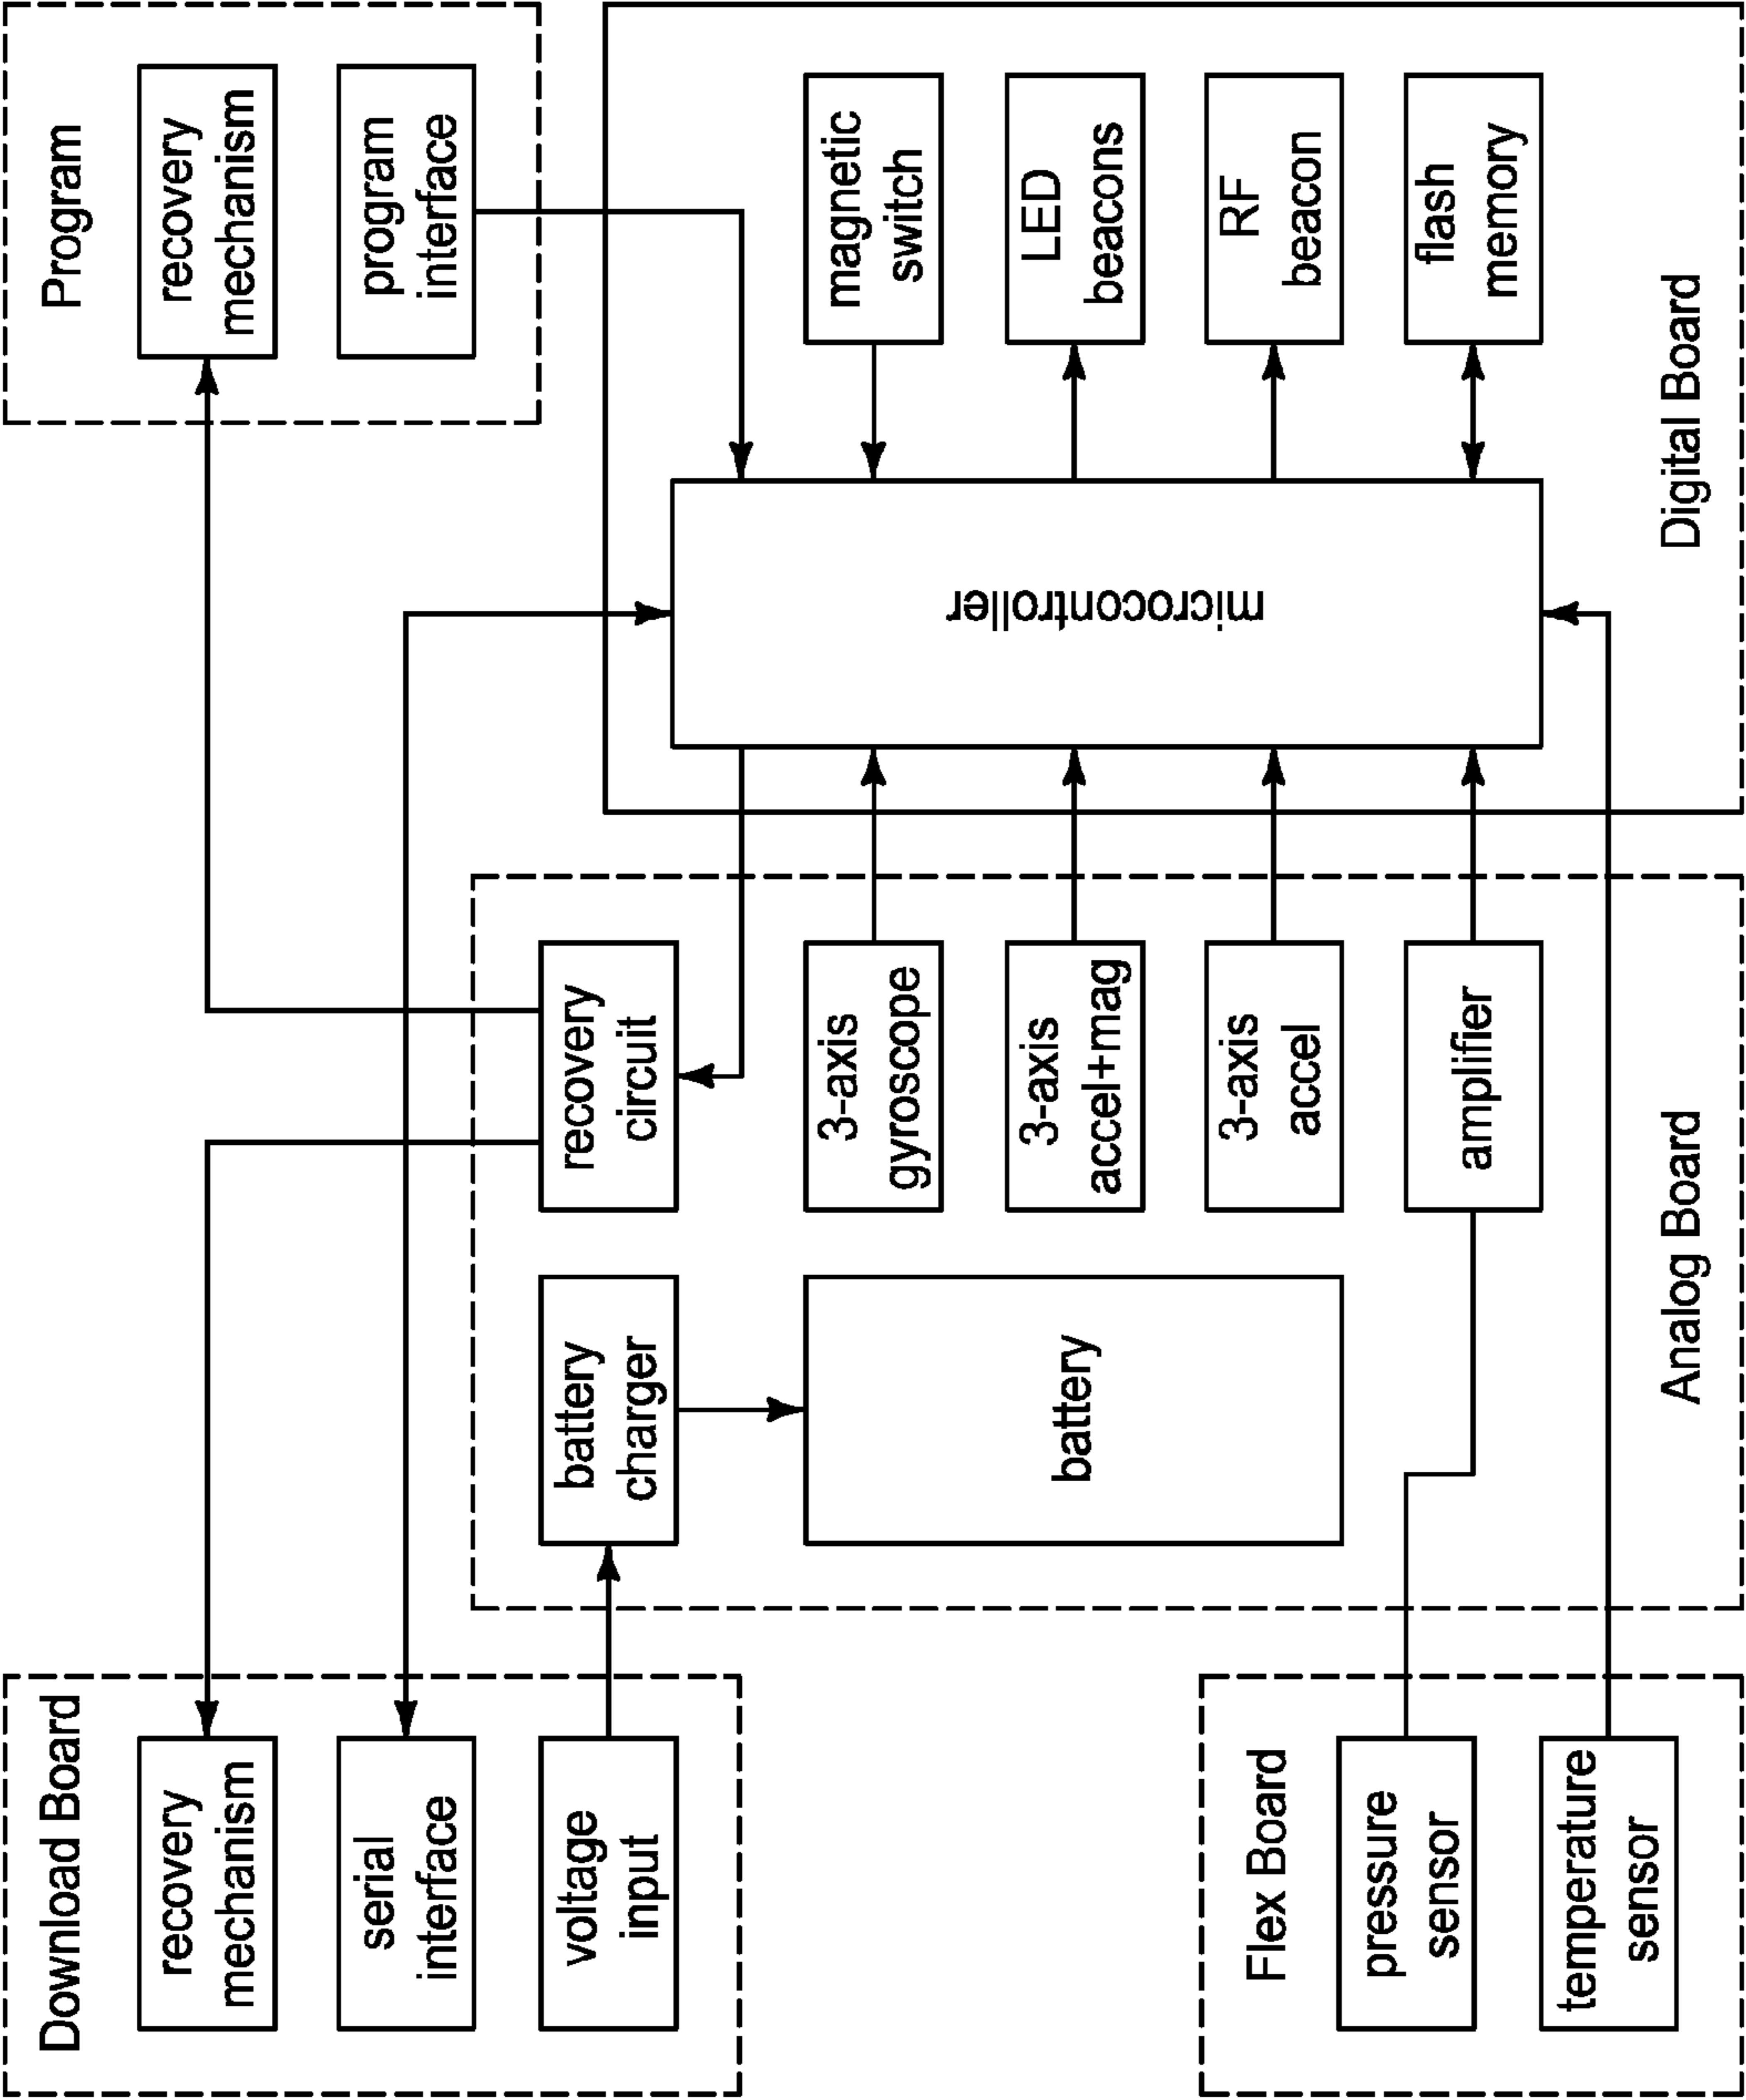 Download Board
recovery
mechanism
serial
interface
voltage
input
Flex Board
pressure
sensor
temperature
sensor
battery
charger
battery
recovery
circuit
3-axis
gyroscope
3-axis
accel+mag
3-axis
accel
amplifier
Analog Board
microcontroller
magnetic
switch
LED
beacons
RF
beacon
flash
memory
Digital Board
Program
recovery
mechanism
program
interface